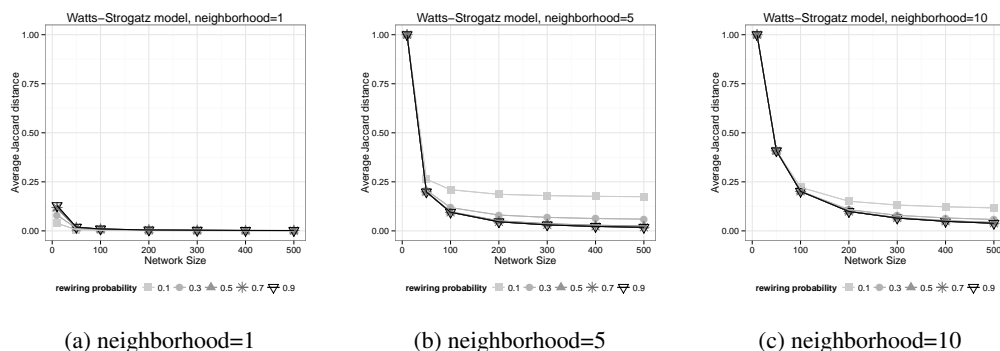 Watts−Strogatz model, neighborhood=1
1.00
0.75
0.50
0.25
0.00
Average Jaccard distance
0 100 200 300 400 500
Network Size
rewiring probability 0.1 0.3 0.5 0.7 0.9
(a) neighborhood=1
Watts−Strogatz model, neighborhood=5
1.00
0.75
0.50
0.25
0.00
Average Jaccard distance
0 100 200 300 400 500
Network Size
rewiring probability 0.1 0.3 0.5 0.7 0.9
(b) neighborhood=5
Watts−Strogatz model, neighborhood=10
1.00
0.75
0.50
0.25
0.00
Average Jaccard distance
0 100 200 300 400 500
Network Size
rewiring probability 0.1 0.3 0.5 0.7 0.9
(c) neighborhood=10